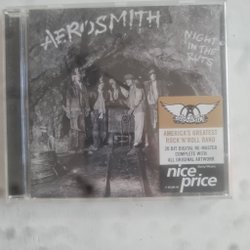 AEROSMITH
NIGHT
IN THE
RUTS
AEROSMITH
AMERICA'S GREATEST
ROCK 'N' ROLL BAND
20-BIT DIGITAL RE-MASTER
COMPLETE WITH
ALL ORIGINAL ARTWORK
nice
price